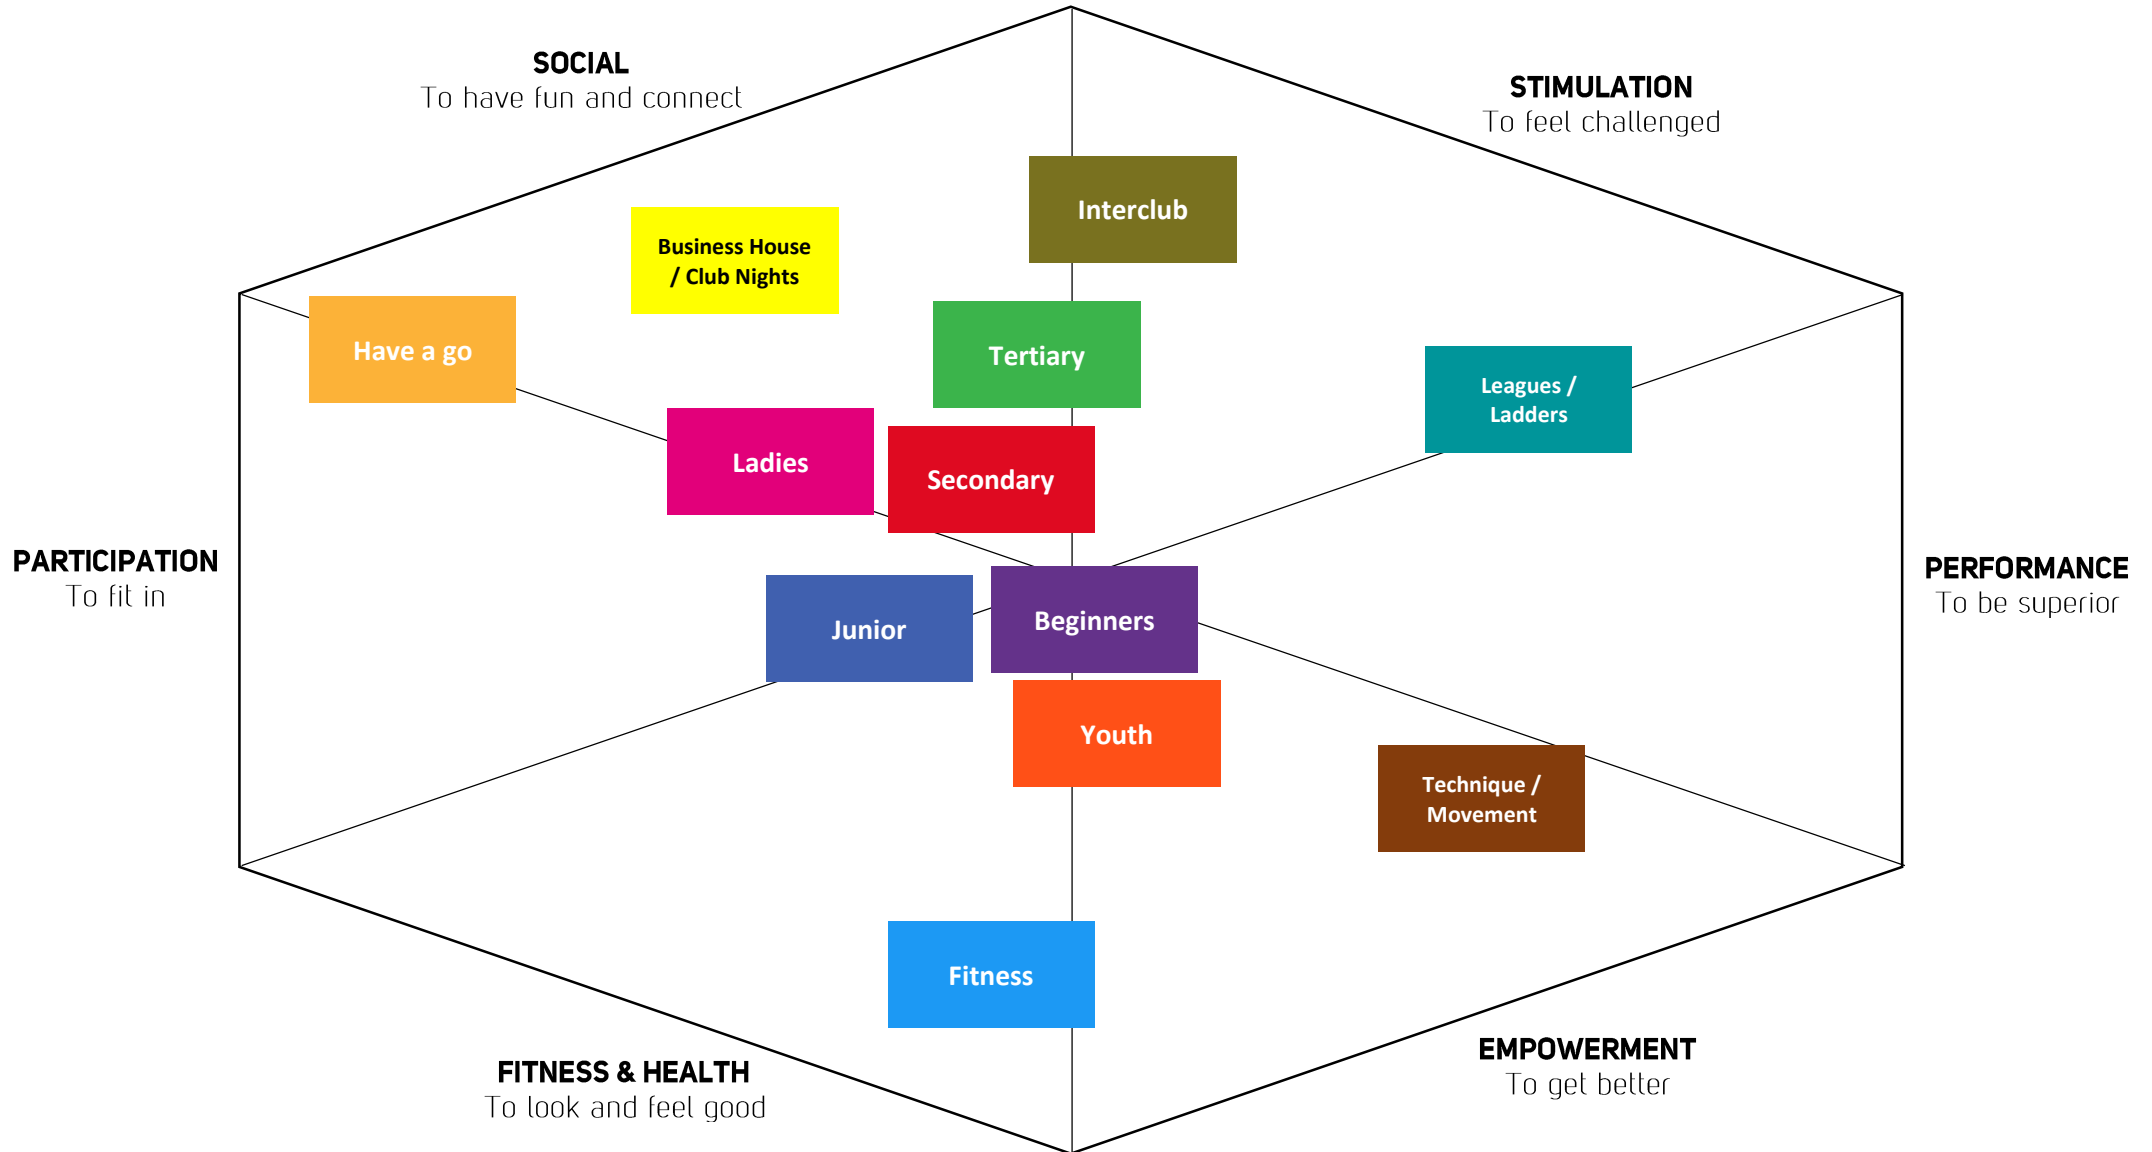 SOCIAL
To have fun and connect
STIMULATION
To feel challenged
Interclub
Business House
/ Club Nights
Have a go
Tertiary
Leagues /
Ladders
Ladies
Secondary
PARTICIPATION
To fit in
PERFORMANCE
To be superior
Junior
Beginners
Youth
Technique /
Movement
Fitness
FITNESS & HEALTH
To look and feel good
EMPOWERMENT
To get better